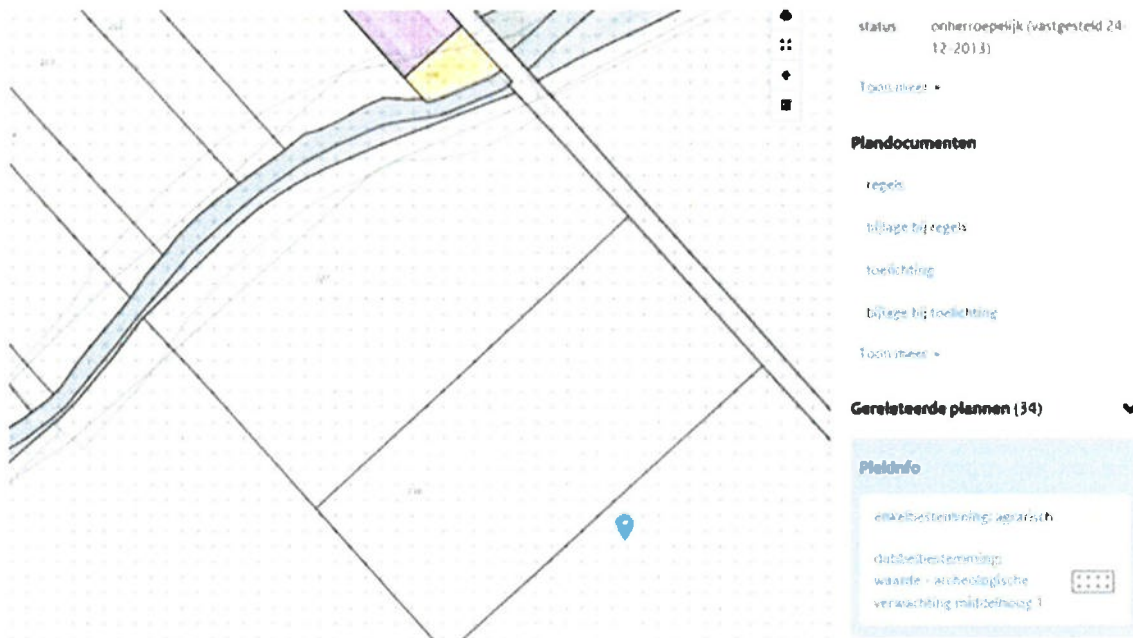 status onherroepelijk (vastgesteld 24-
12-2013)
Toon meer
Plandocumenten
regels
bijlage bij regels
toelichting
bijlage bij toelichting
Toon meer
Gerelateerde plannen (34)
Plekinfo
enkelbestemming: agrarisch
dubbelbestemming:
waarde - archeologische
verwachting middelhoog 1